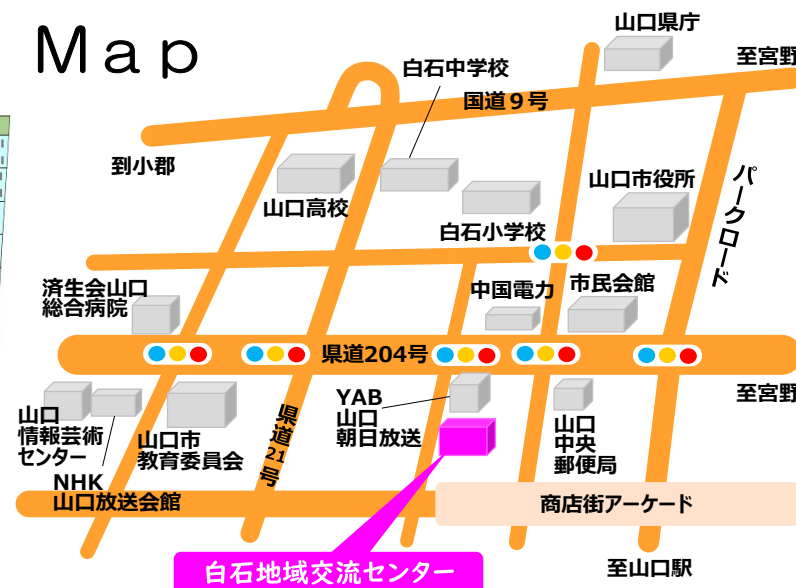 Map
山口県庁
至宮野
白石中学校
国道９号
到小郡
山口高校
山口市役所
パークロード
白石小学校
済生会山口
総合病院
中国電力
市民会館
県道204号
至宮野
YAB
山口
朝日放送
山口
情報芸術
センター
山口市
教育委員会
県道21号
山口
中央
郵便局
NHK
山口放送会館
商店街アーケード
白石地域交流センター
至山口駅